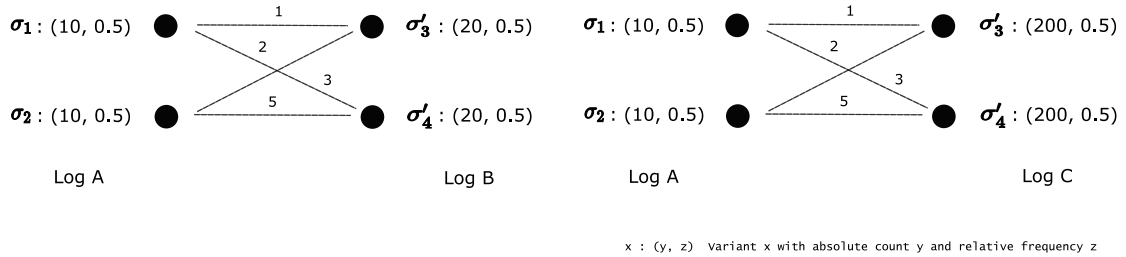 σ₁ : (10, 0.5) 1 σ′₃ : (20, 0.5)
2
3
σ₂ : (10, 0.5) 5 σ′₄ : (20, 0.5)
Log A Log B
σ₁ : (10, 0.5) 1 σ′₃ : (200, 0.5)
2
3
σ₂ : (10, 0.5) 5 σ′₄ : (200, 0.5)
Log A Log C
x : (y, z) Variant x with absolute count y and relative frequency z